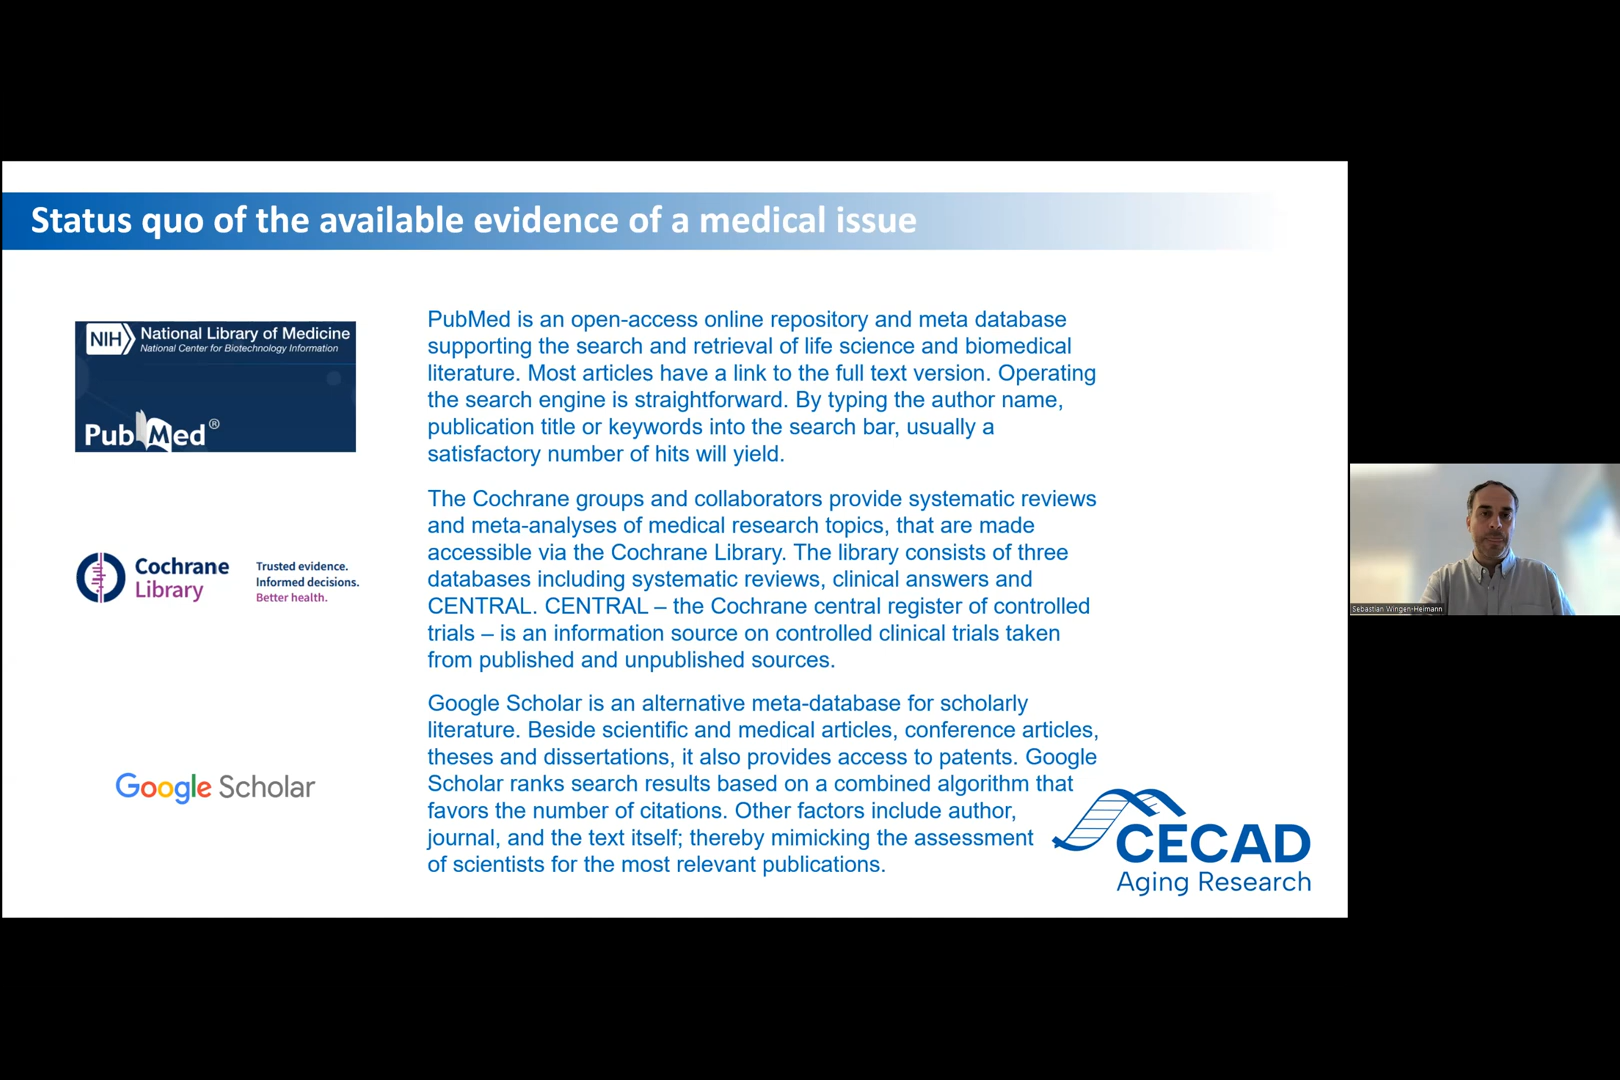 Status quo of the available evidence of a medical issue
NIH National Library of Medicine
National Center for Biotechnology Information
PubMed®
PubMed is an open-access online repository and meta database
supporting the search and retrieval of life science and biomedical
literature. Most articles have a link to the full text version. Operating
the search engine is straightforward. By typing the author name,
publication title or keywords into the search bar, usually a
satisfactory number of hits will yield.
Cochrane
Library
Trusted evidence.
Informed decisions.
Better health.
The Cochrane groups and collaborators provide systematic reviews
and meta-analyses of medical research topics, that are made
accessible via the Cochrane Library. The library consists of three
databases including systematic reviews, clinical answers and
CENTRAL. CENTRAL – the Cochrane central register of controlled
trials – is an information source on controlled clinical trials taken
from published and unpublished sources.
Google Scholar
Google Scholar is an alternative meta-database for scholarly
literature. Beside scientific and medical articles, conference articles,
theses and dissertations, it also provides access to patents. Google
Scholar ranks search results based on a combined algorithm that
favors the number of citations. Other factors include author,
journal, and the text itself; thereby mimicking the assessment
of scientists for the most relevant publications.
CECAD
Aging Research
Sebastian Wingen-Heimann